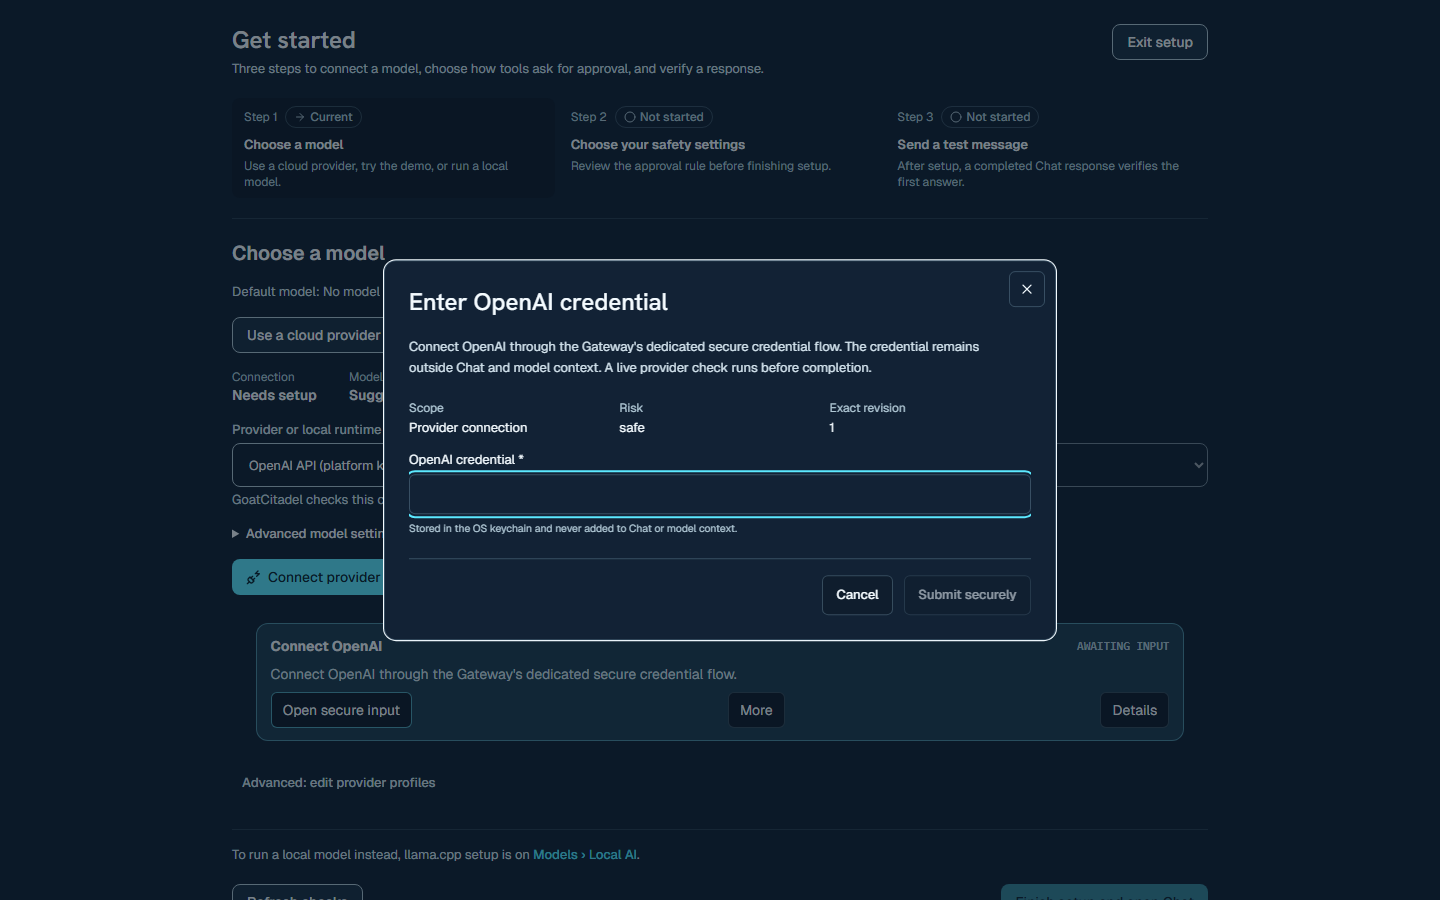 Get started
Exit setup
Three steps to connect a model, choose how tools ask for approval, and verify a response.
Step 1 Current
Choose a model
Use a cloud provider, try the demo, or run a local
model.
Step 2 Not started
Choose your safety settings
Review the approval rule before finishing setup.
Step 3 Not started
Send a test message
After setup, a completed Chat response verifies the
first answer.
Choose a model
Default model: No model
Use a cloud provider
Connection
Needs setup
Model
Sugg
Provider or local runtime
OpenAI API (platform k
GoatCitadel checks this c
Advanced model settin
Connect provider
Enter OpenAI credential
Connect OpenAI through the Gateway's dedicated secure credential flow. The credential remains
outside Chat and model context. A live provider check runs before completion.
Scope
Provider connection
Risk
safe
Exact revision
1
OpenAI credential *
Stored in the OS keychain and never added to Chat or model context.
Cancel
Submit securely
Connect OpenAI
AWAITING INPUT
Connect OpenAI through the Gateway's dedicated secure credential flow.
Open secure input
More
Details
Advanced: edit provider profiles
To run a local model instead, llama.cpp setup is on Models › Local AI.